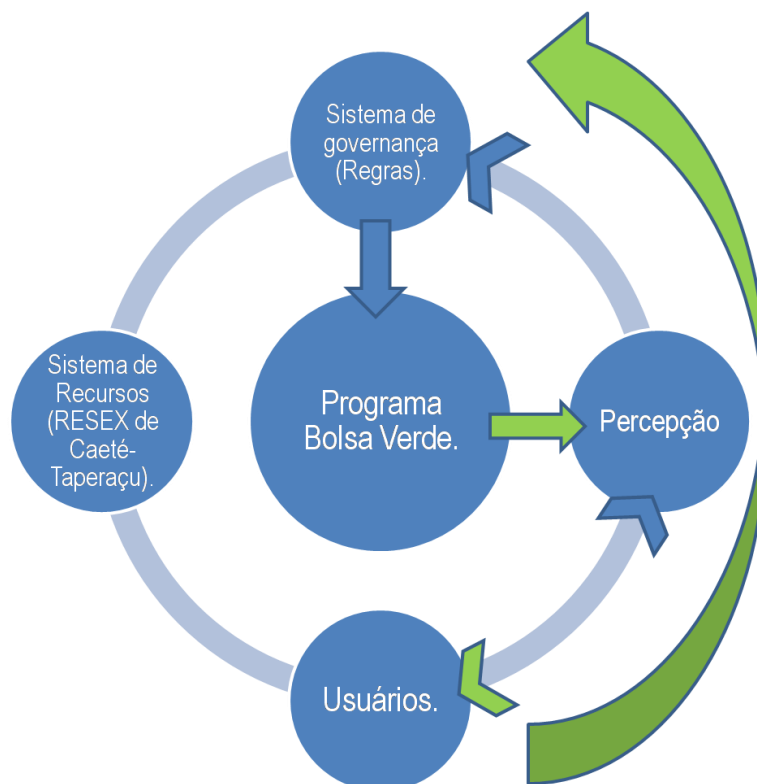 Sistema de
governança
(Regras).
Sistema de
Recursos
(RESEX de
Caeté-
Taperaçu).
Programa
Bolsa Verde.
Percepção
Usuários.